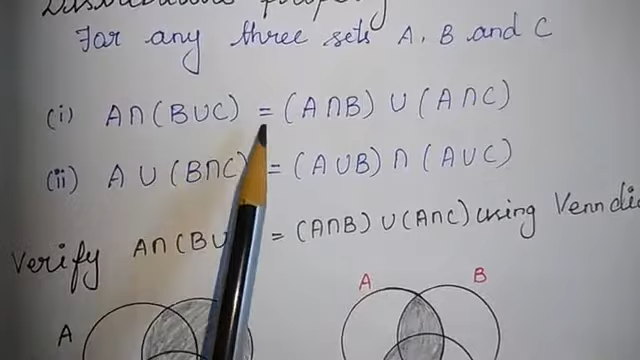 For any three sets A, B and C
(i) A∩(B∪C) = (A∩B) ∪ (A∩C)
(ii) A ∪ (B∩C) = (A∪B) ∩ (A∪C)
Verify A∩(B∪ = (A∩B) ∪(A∩C) using Venn
A B
A